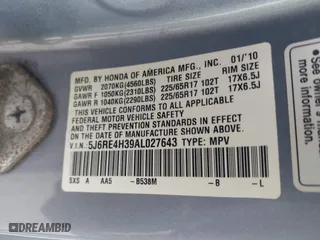 MFD. BY HONDA OF AMERICA MFG., INC. 01/'10
GVWR 2070KG(4560LBS) TIRE SIZE RIM SIZE
GAWR F 1050KG(2310LBS) 225/65R17 102T 17X6.5J
GAWR R 1040KG(2290LBS) 225/65R17 102T 17X6.5J
THIS VEHICLE CONFORMS TO ALL APPLICABLE
FEDERAL MOTOR VEHICLE SAFETY AND
THEFT PREVENTION STANDARDS IN EFFECT ON
THE DATE OF MANUFACTURE SHOWN ABOVE.
V.I.N.: 5J6RE4H39AL027643 TYPE: MPV
SXS A AA5 -B538M -B -L
AUTOBIDMASTER